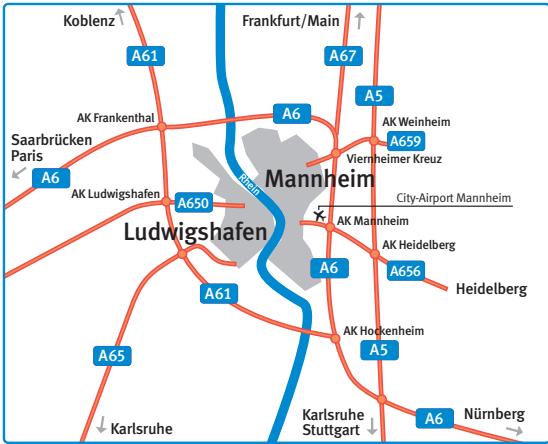 Koblenz
Frankfurt/Main
A61
A67
A5
A6
AK Frankenthal
AK Weinheim
A659
Saarbrücken
Paris
Viernheimer Kreuz
A6
Rhein
Mannheim
AK Ludwigshafen
A650
City-Airport Mannheim
AK Mannheim
Ludwigshafen
AK Heidelberg
A6
A656
A61
Heidelberg
AK Hockenheim
A65
A5
Karlsruhe
Karlsruhe
Stuttgart
A6
Nürnberg